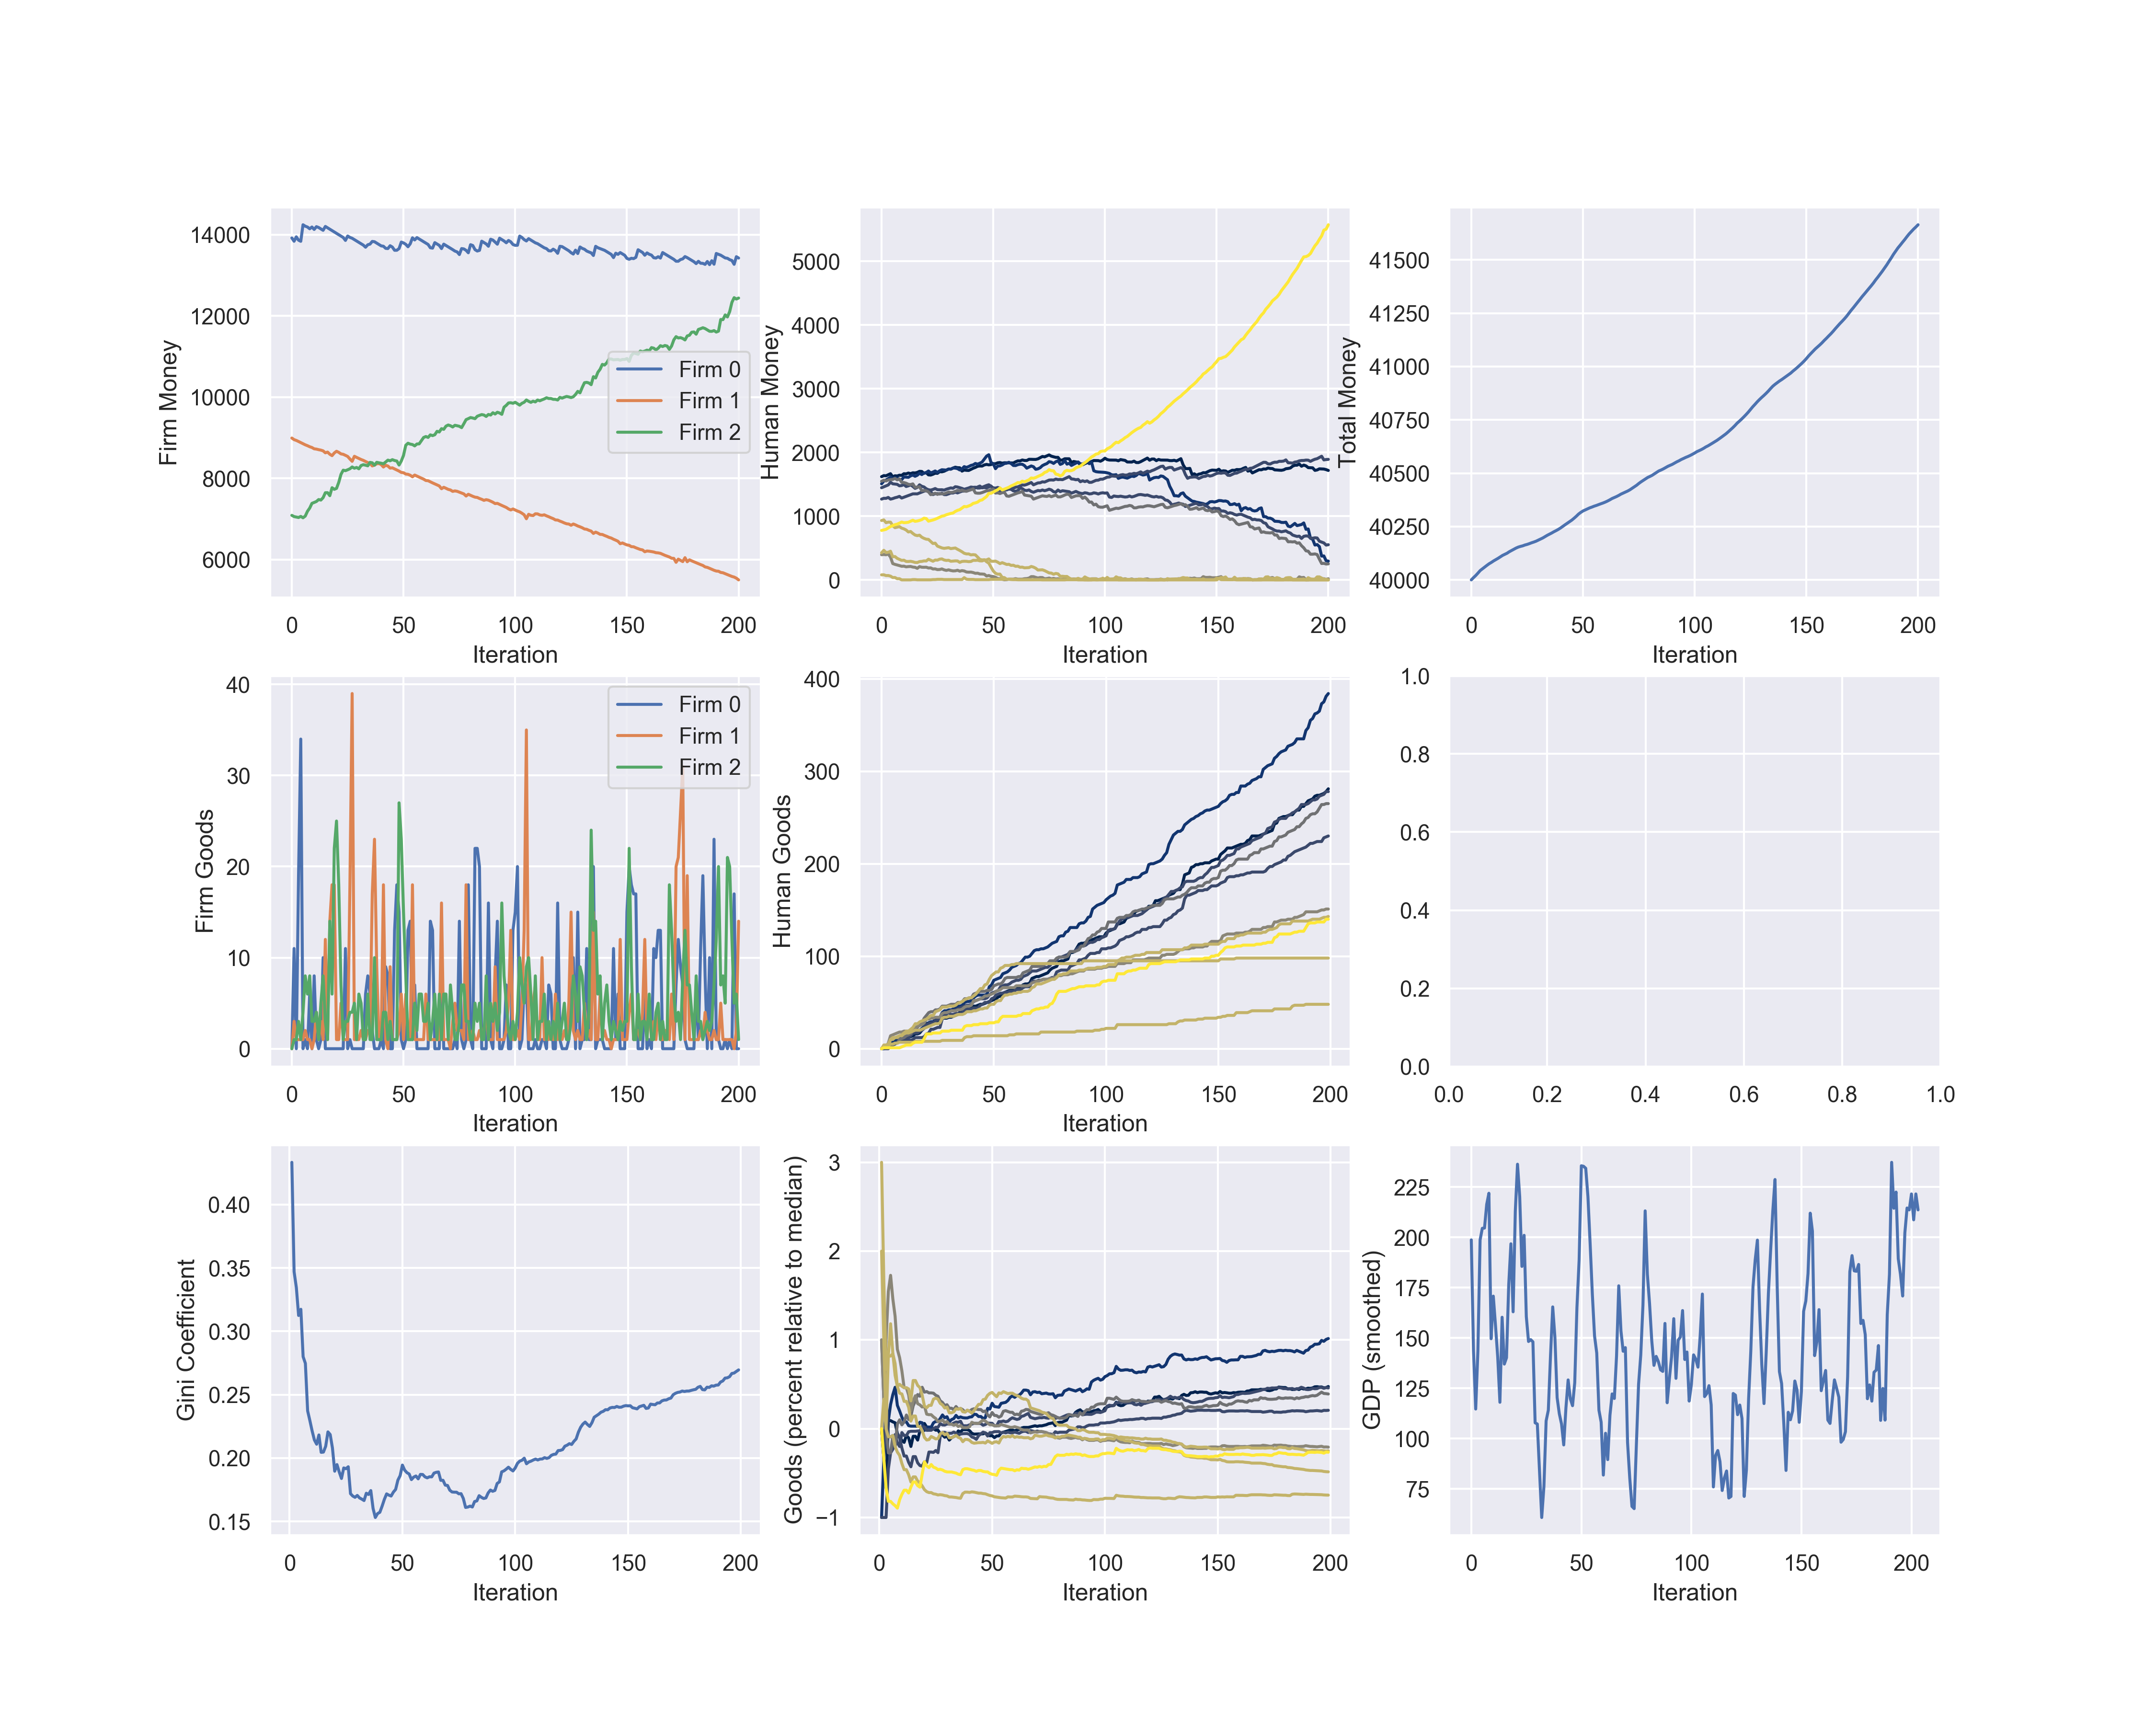 14000
12000
10000
8000
6000
Firm Money
Firm 0
Firm 1
Firm 2
0 50 100 150 200
Iteration
5000
4000
3000
2000
1000
0
Human Money
0 50 100 150 200
Iteration
41500
41250
41000
40750
40500
40250
40000
Total Money
0 50 100 150 200
Iteration
40
30
20
10
0
Firm Goods
Firm 0
Firm 1
Firm 2
0 50 100 150 200
Iteration
400
300
200
100
0
Human Goods
0 50 100 150 200
Iteration
1.0
0.8
0.6
0.4
0.2
0.0
0.0 0.2 0.4 0.6 0.8 1.0
0.40
0.35
0.30
0.25
0.20
0.15
Gini Coefficient
0 50 100 150 200
Iteration
3
2
1
0
−1
Goods (percent relative to median)
0 50 100 150 200
Iteration
225
200
175
150
125
100
75
GDP (smoothed)
0 50 100 150 200
Iteration